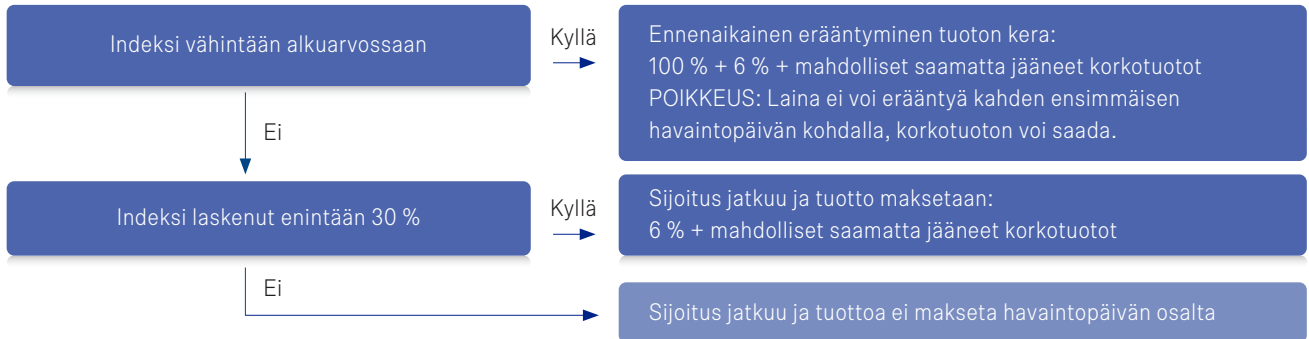 Indeksi vähintään alkuarvossaan
Kyllä
Ennenaikainen erääntyminen tuoton kera:
100 % + 6 % + mahdolliset saamatta jääneet korkotuotot
POIKKEUS: Laina ei voi erääntyä kahden ensimmäisen
havaintopäivän kohdalla, korkotuoton voi saada.
Ei
Indeksi laskenut enintään 30 %
Kyllä
Sijoitus jatkuu ja tuotto maksetaan:
6 % + mahdolliset saamatta jääneet korkotuotot
Ei
Sijoitus jatkuu ja tuottoa ei makseta havaintopäivän osalta